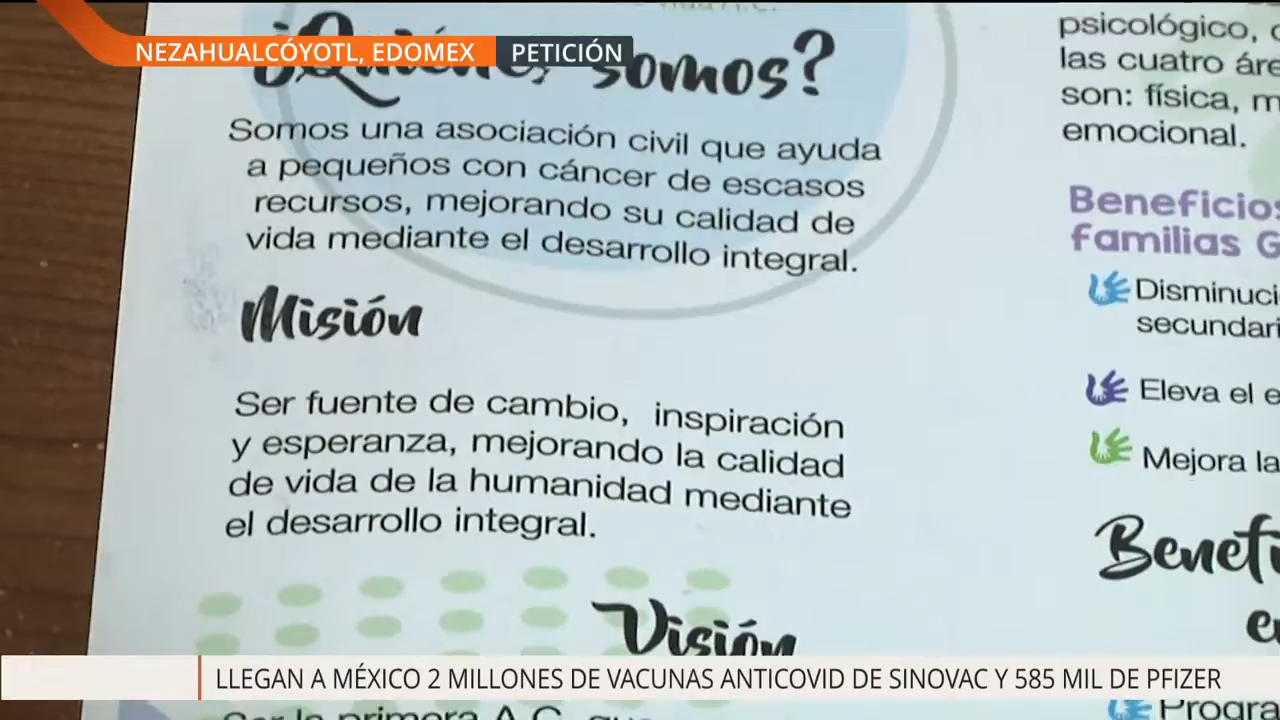 NEZAHUALCÓYOTL, EDOMEX PETICIÓN
somos?
Somos una asociación civil que ayuda
a pequeños con cáncer de escasos
recursos, mejorando su calidad de
vida mediante el desarrollo integral.
Misión
Ser fuente de cambio, inspiración
y esperanza, mejorando la calidad
de vida de la humanidad mediante
el desarrollo integral.
Visión
psicológico,
las cuatro
son: física,
emocional.
Beneficios
familias G
Disminuci
secundari
Eleva el e
Mejora la
Benefi
e
Progra
LLEGAN A MÉXICO 2 MILLONES DE VACUNAS ANTICOVID DE SINOVAC Y 585 MIL DE PFIZER